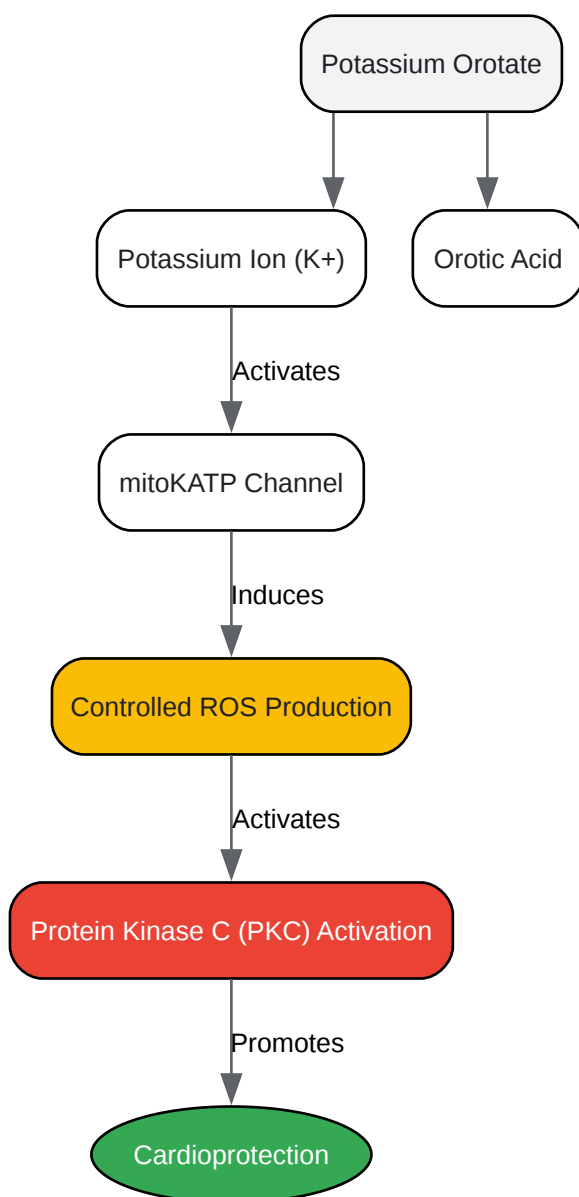 Potassium Orotate
Potassium Ion (K+)
Orotic Acid
Activates
mitoKATP Channel
Induces
Controlled ROS Production
Activates
Protein Kinase C (PKC) Activation
Promotes
Cardioprotection